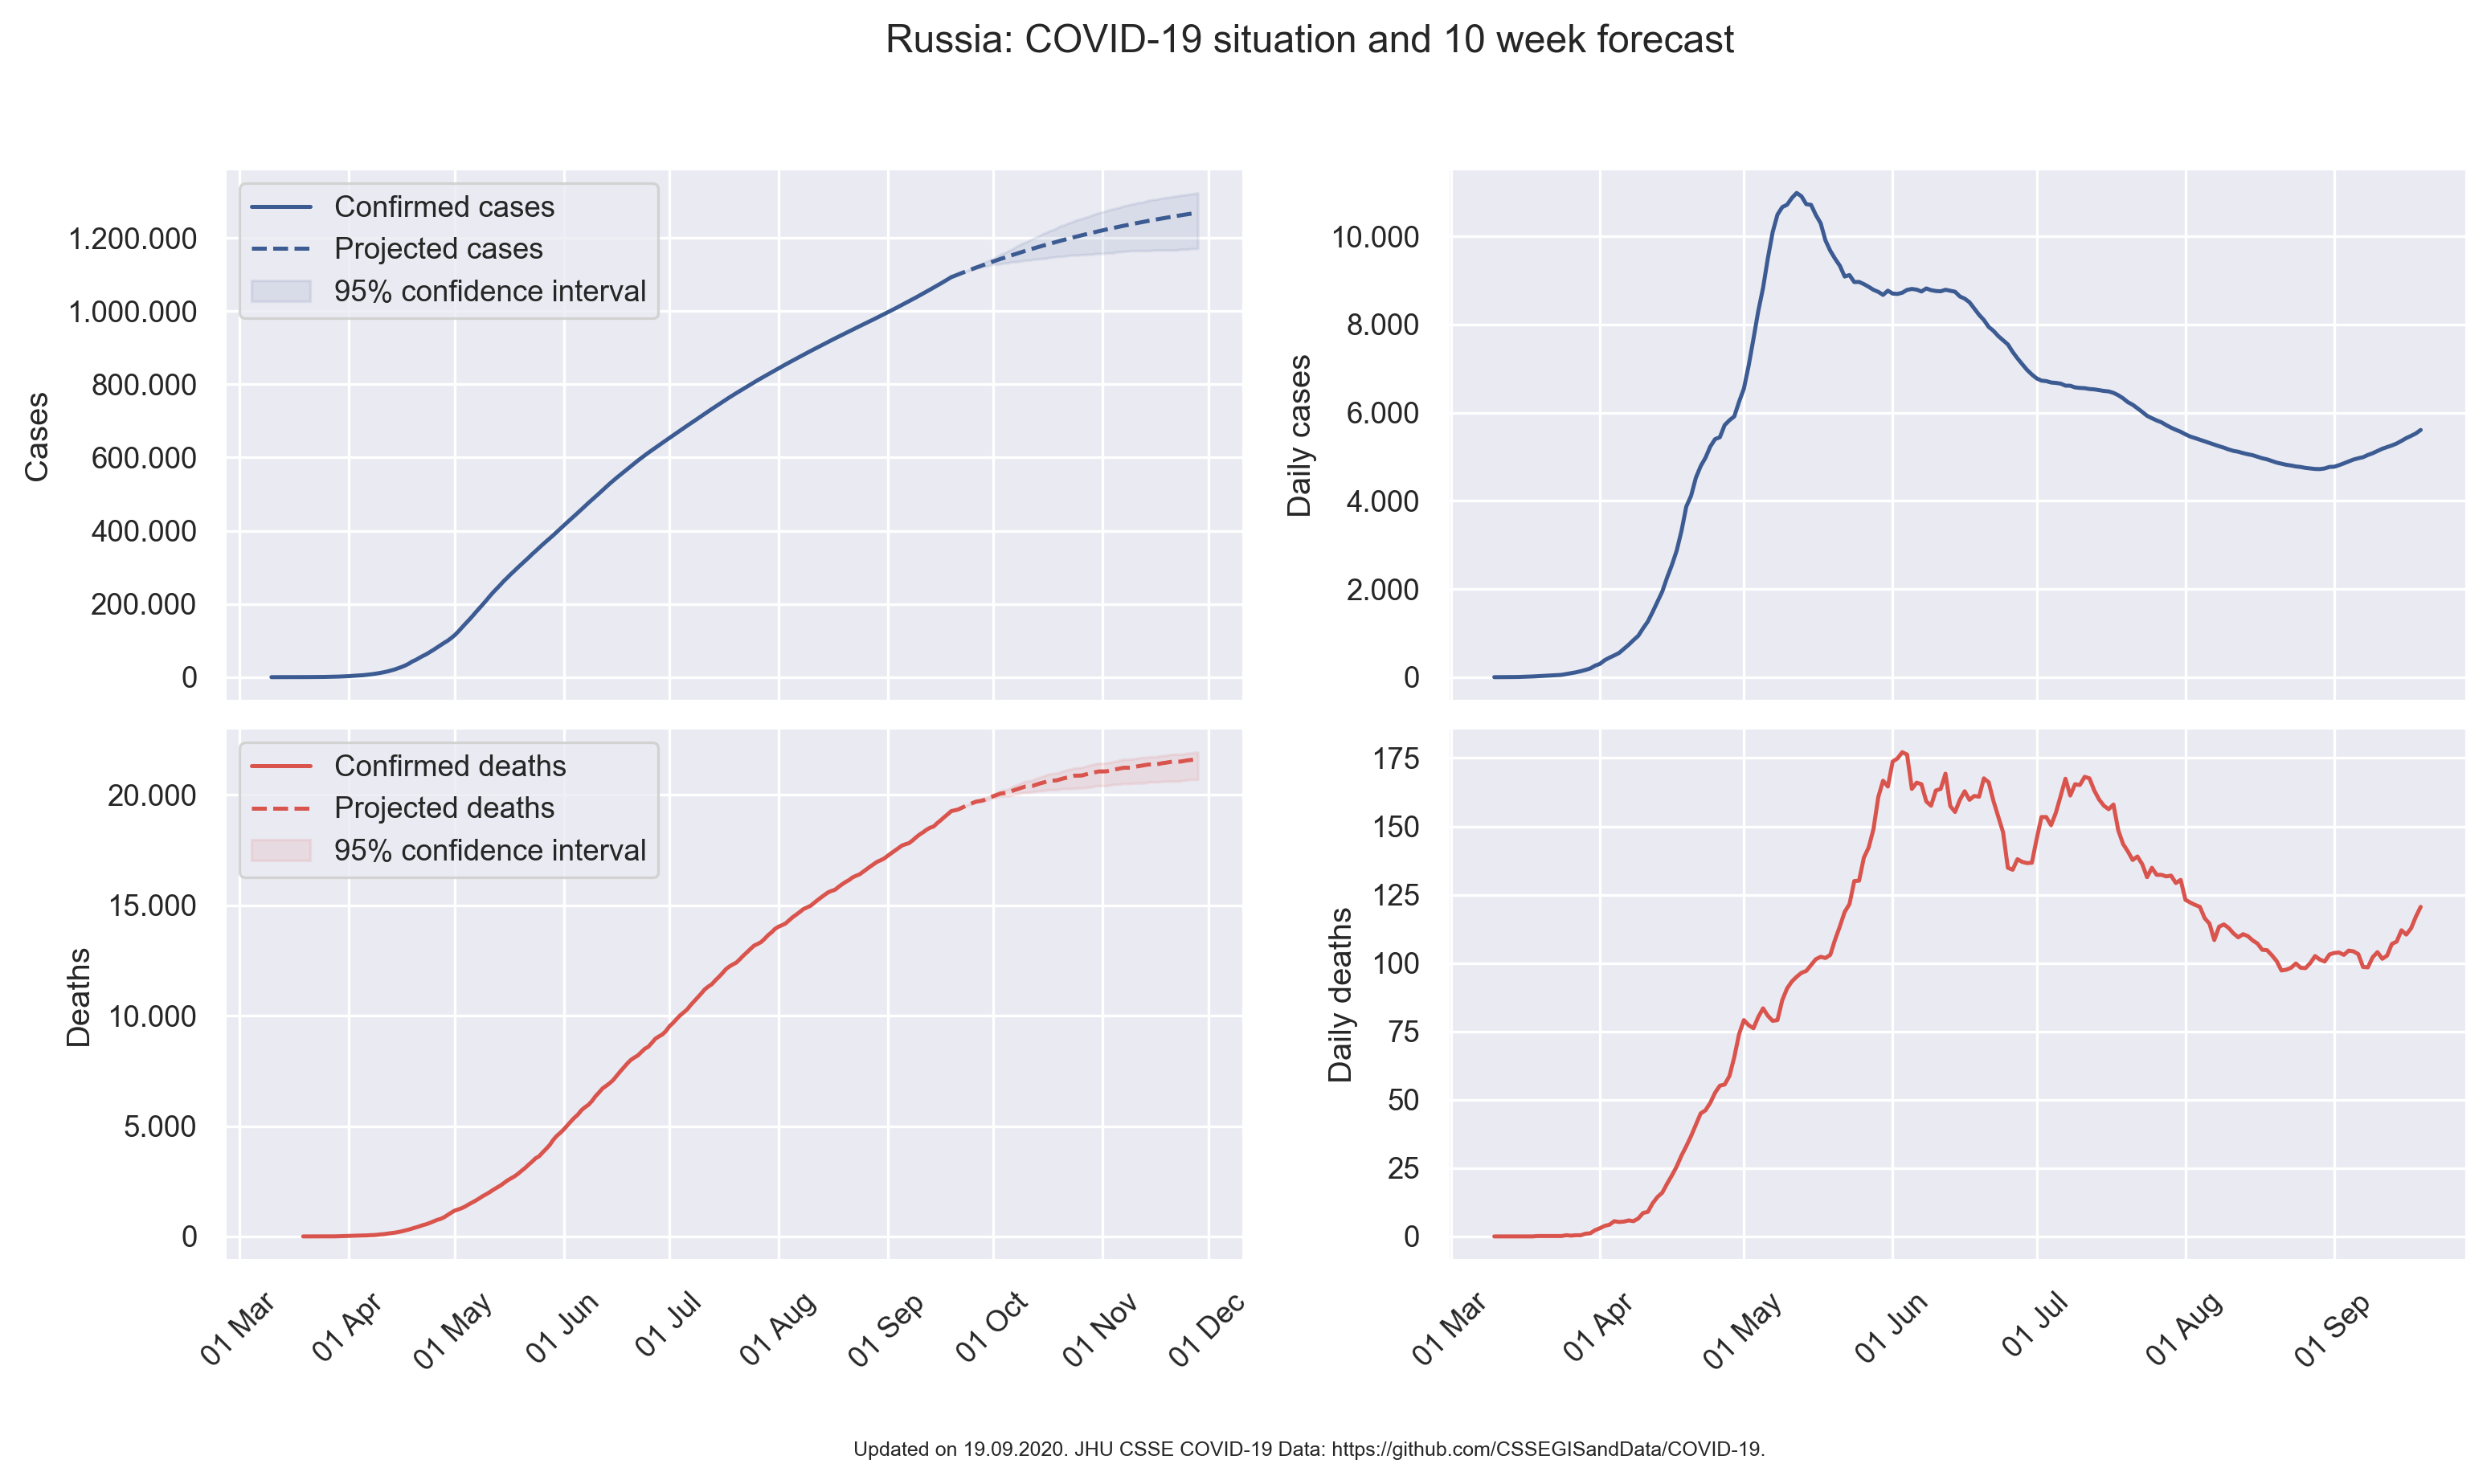 Russia: COVID-19 situation and 10 week forecast
Confirmed cases
Projected cases
95% confidence interval
Cases
1.200.000
1.000.000
800.000
600.000
400.000
200.000
0
Daily cases
10.000
8.000
6.000
4.000
2.000
0
Confirmed deaths
Projected deaths
95% confidence interval
Deaths
20.000
15.000
10.000
5.000
0
01 Mar
01 Apr
01 May
01 Jun
01 Jul
01 Aug
01 Sep
01 Oct
01 Nov
01 Dec
Daily deaths
175
150
125
100
75
50
25
0
01 Mar
01 Apr
01 May
01 Jun
01 Jul
01 Aug
01 Sep
Updated on 19.09.2020. JHU CSSE COVID-19 Data: https://github.com/CSSEGISandData/COVID-19.